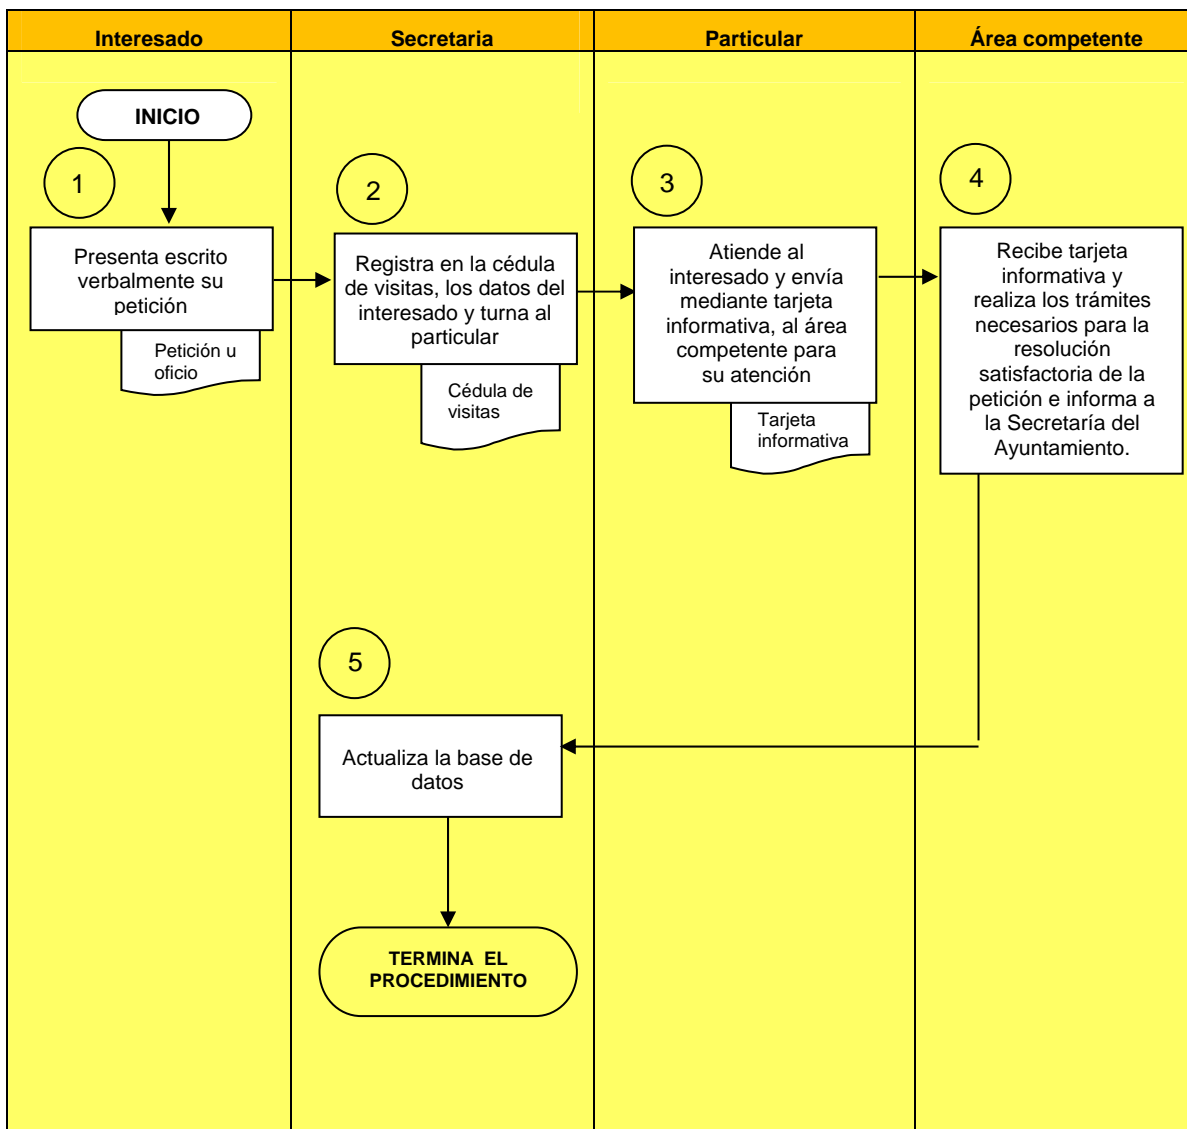 Interesado
Secretaria
Particular
Área competente
INICIO
1
Presenta escrito
verbalmente su
petición
Petición u
oficio
2
Registra en la cédula
de visitas, los datos del
interesado y turna al
particular
Cédula de
visitas
3
Atiende al
interesado y envía
mediante tarjeta
informativa, al área
competente para
su atención
Tarjeta
informativa
4
Recibe tarjeta
informativa y
realiza los trámites
necesarios para la
resolución
satisfactoria de la
petición e informa a
la Secretaría del
Ayuntamiento.
5
Actualiza la base de
datos
TERMINA EL
PROCEDIMIENTO